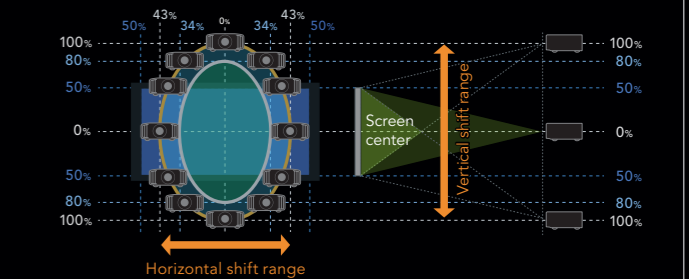 43% 0% 43%
50% 34% 34% 50%
100% 100%
80% 80%
50% 50%
Screen
center
0% 0%
Vertical shift range
50% 50%
80% 80%
100% 100%
Horizontal shift range